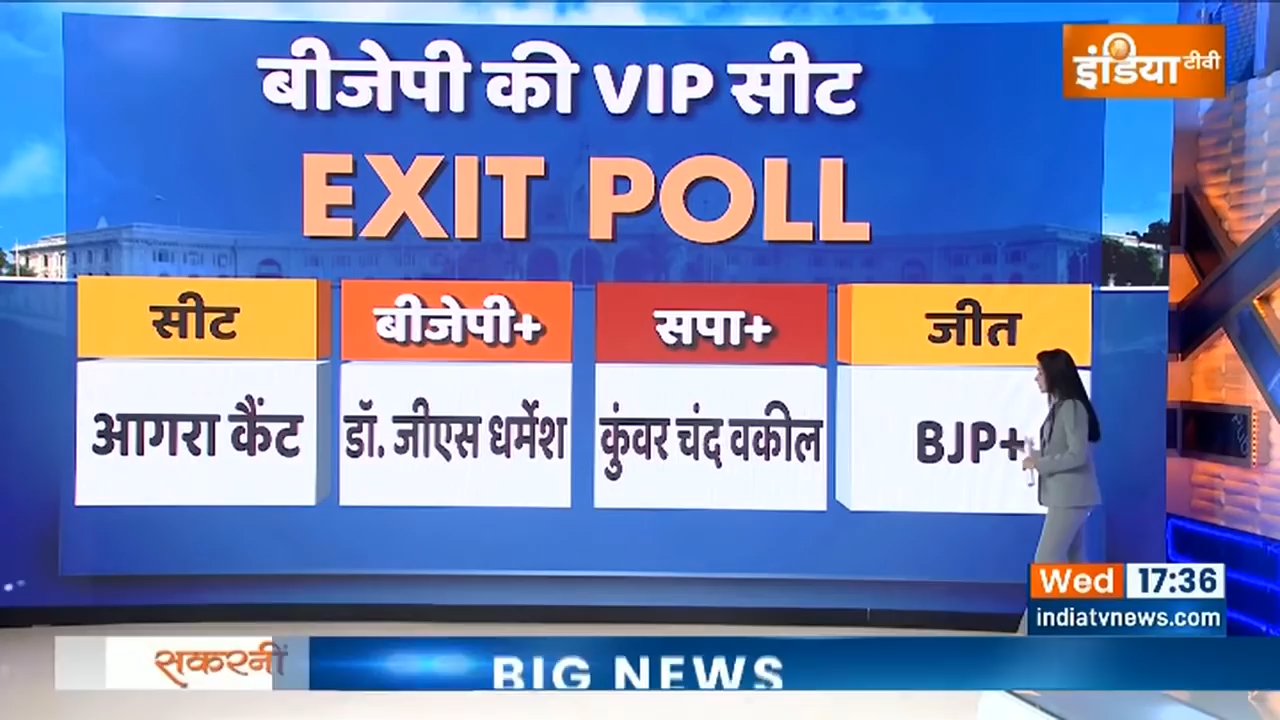 बीजेपी की VIP सीट
EXIT POLL
इंडिया टीवी
सीट
बीजेपी+
सपा+
जीत
आगरा कैंट
डॉ. जीएस धर्मेश
कुंवर चंद वकील
BJP+
Wed 17:36
indiatvnews.com
सकरनी
BIG NEWS